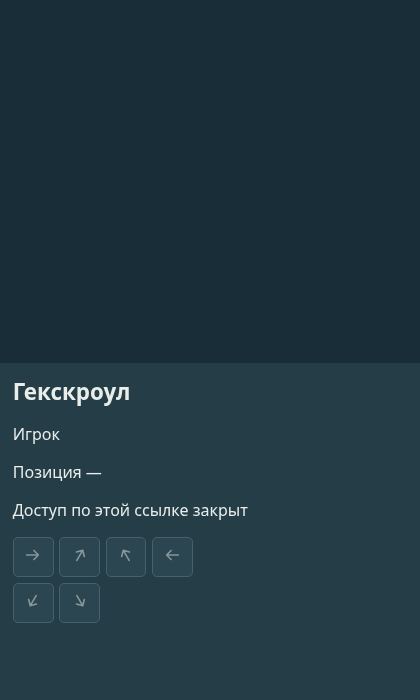 Гекскроул
Игрок
Позиция —
Доступ по этой ссылке закрыт
→ ↗ ↖ ←
↙ ↘